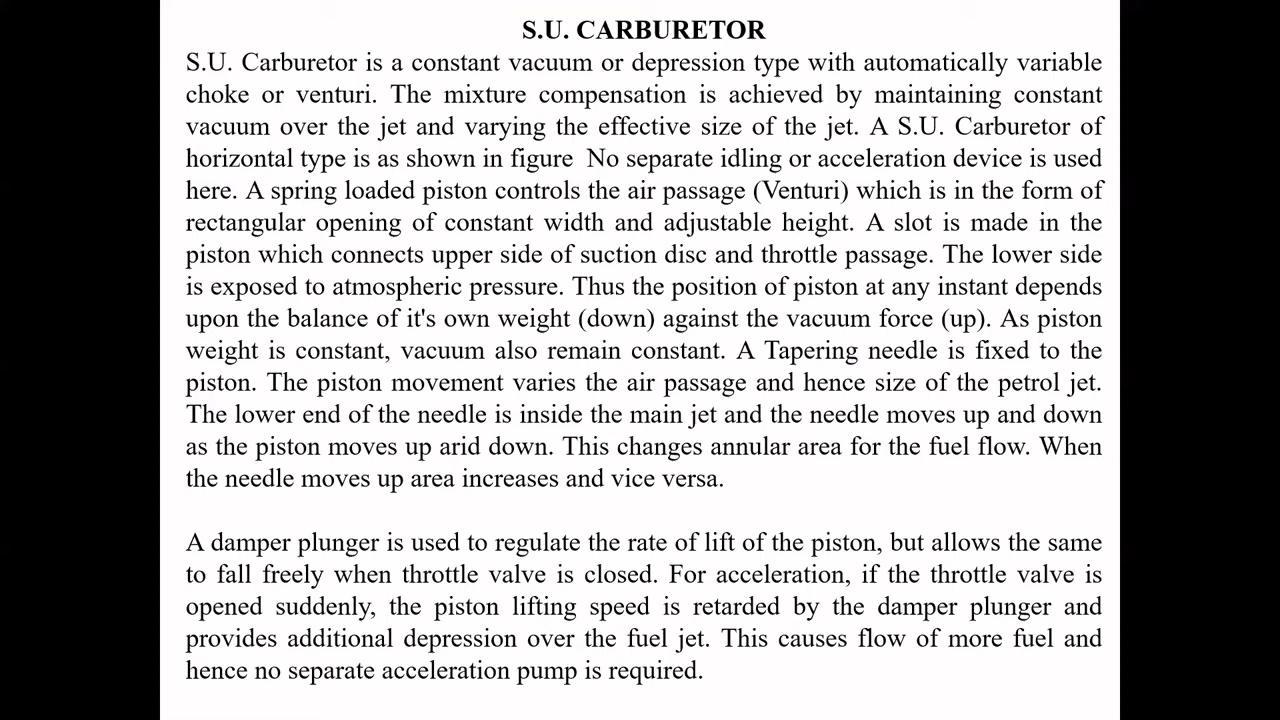 S.U. CARBURETOR
S.U. Carburetor is a constant vacuum or depression type with automatically variable
choke or venturi. The mixture compensation is achieved by maintaining constant
vacuum over the jet and varying the effective size of the jet. A S.U. Carburetor of
horizontal type is as shown in figure  No separate idling or acceleration device is used
here. A spring loaded piston controls the air passage (Venturi) which is in the form of
rectangular opening of constant width and adjustable height. A slot is made in the
piston which connects upper side of suction disc and throttle passage. The lower side
is exposed to atmospheric pressure. Thus the position of piston at any instant depends
upon the balance of it's own weight (down) against the vacuum force (up). As piston
weight is constant, vacuum also remain constant. A Tapering needle is fixed to the
piston. The piston movement varies the air passage and hence size of the petrol jet.
The lower end of the needle is inside the main jet and the needle moves up and down
as the piston moves up arid down. This changes annular area for the fuel flow. When
the needle moves up area increases and vice versa.
A damper plunger is used to regulate the rate of lift of the piston, but allows the same
to fall freely when throttle valve is closed. For acceleration, if the throttle valve is
opened suddenly, the piston lifting speed is retarded by the damper plunger and
provides additional depression over the fuel jet. This causes flow of more fuel and
hence no separate acceleration pump is required.